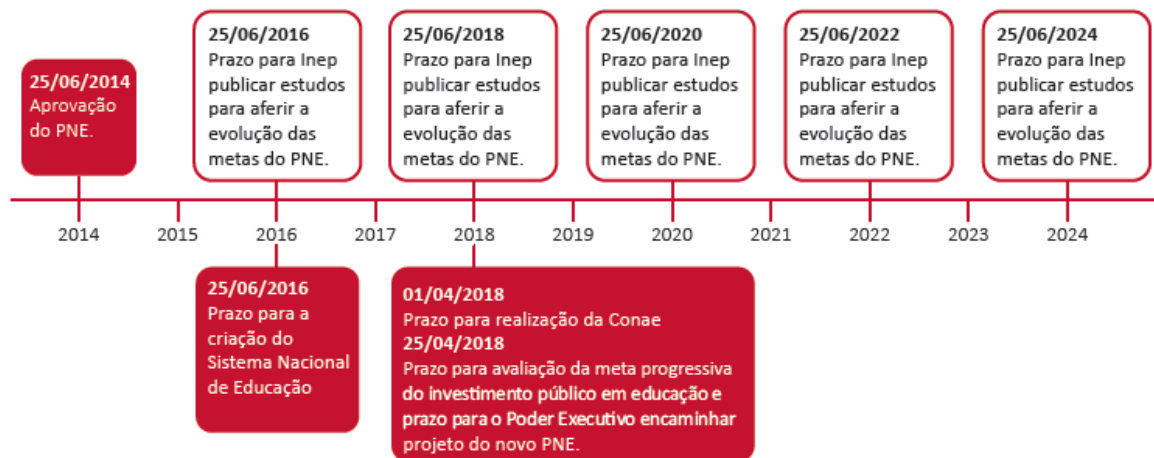 25/06/2014
Aprovação
do PNE.
25/06/2016
Prazo para Inep
publicar estudos
para aferir a
evolução das
metas do PNE.
25/06/2018
Prazo para Inep
publicar estudos
para aferir a
evolução das
metas do PNE.
25/06/2020
Prazo para Inep
publicar estudos
para aferir a
evolução das
metas do PNE.
25/06/2022
Prazo para Inep
publicar estudos
para aferir a
evolução das
metas do PNE.
25/06/2024
Prazo para Inep
publicar estudos
para aferir a
evolução das
metas do PNE.
2014 2015 2016 2017 2018 2019 2020 2021 2022 2023 2024
25/06/2016
Prazo para a
criação do
Sistema Nacional
de Educação
01/04/2018
Prazo para realização da Conae
25/04/2018
Prazo para avaliação da meta progressiva
do investimento público em educação e
prazo para o Poder Executivo encaminhar
projeto do novo PNE.